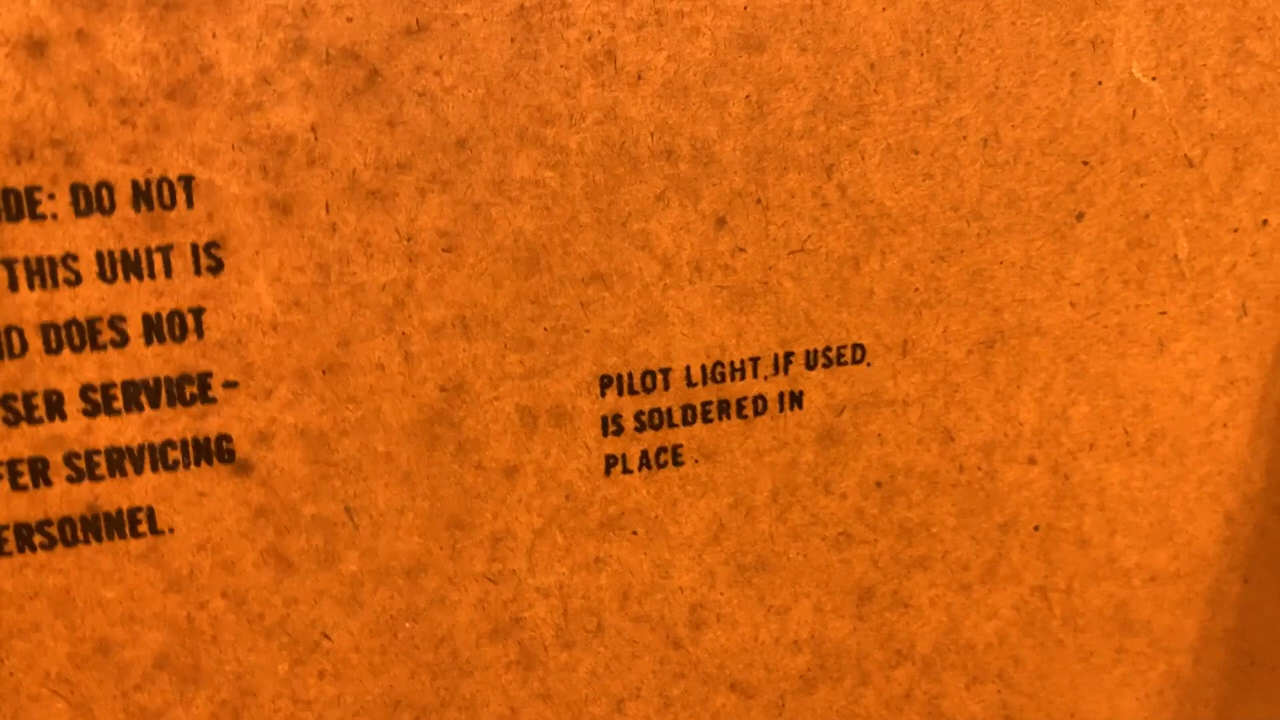 DE: DO NOT
THIS UNIT IS
D DOES NOT
SER SERVICE-
FER SERVICING
ERSONNEL.
PILOT LIGHT, IF USED,
IS SOLDERED IN
PLACE.